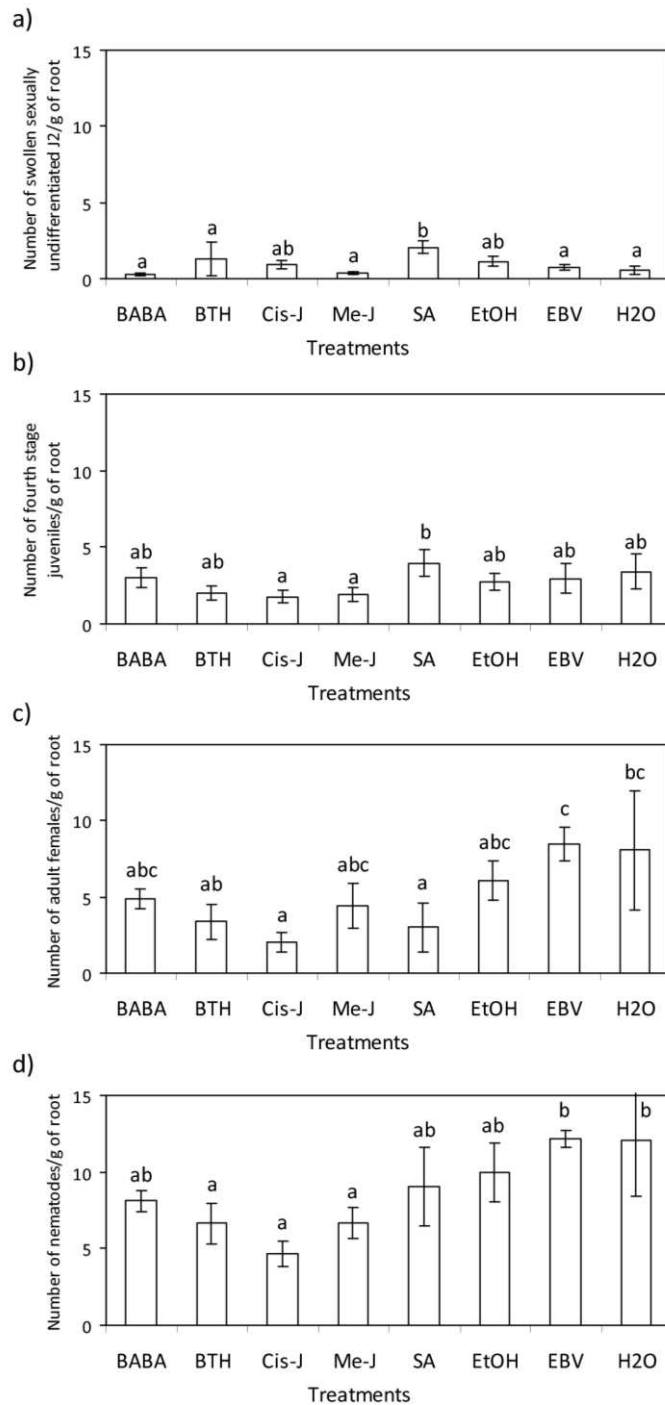 a)
Number of swollen sexually
undifferentiated J2/g of root
15
10
5
0
a
a
ab
a
b
ab
a
a
BABA BTH Cis-J Me-J SA EtOH EBV H2O
Treatments
b)
Number of fourth stage
juveniles/g of root
15
10
5
0
ab
ab
a
a
b
ab
ab
ab
BABA BTH Cis-J Me-J SA EtOH EBV H2O
Treatments
c)
Number of adult females/g of root
15
10
5
0
abc
ab
a
abc
a
abc
c
bc
BABA BTH Cis-J Me-J SA EtOH EBV H2O
Treatments
d)
Number of nematodes/g of root
15
10
5
0
ab
a
a
a
ab
ab
b
b
BABA BTH Cis-J Me-J SA EtOH EBV H2O
Treatments